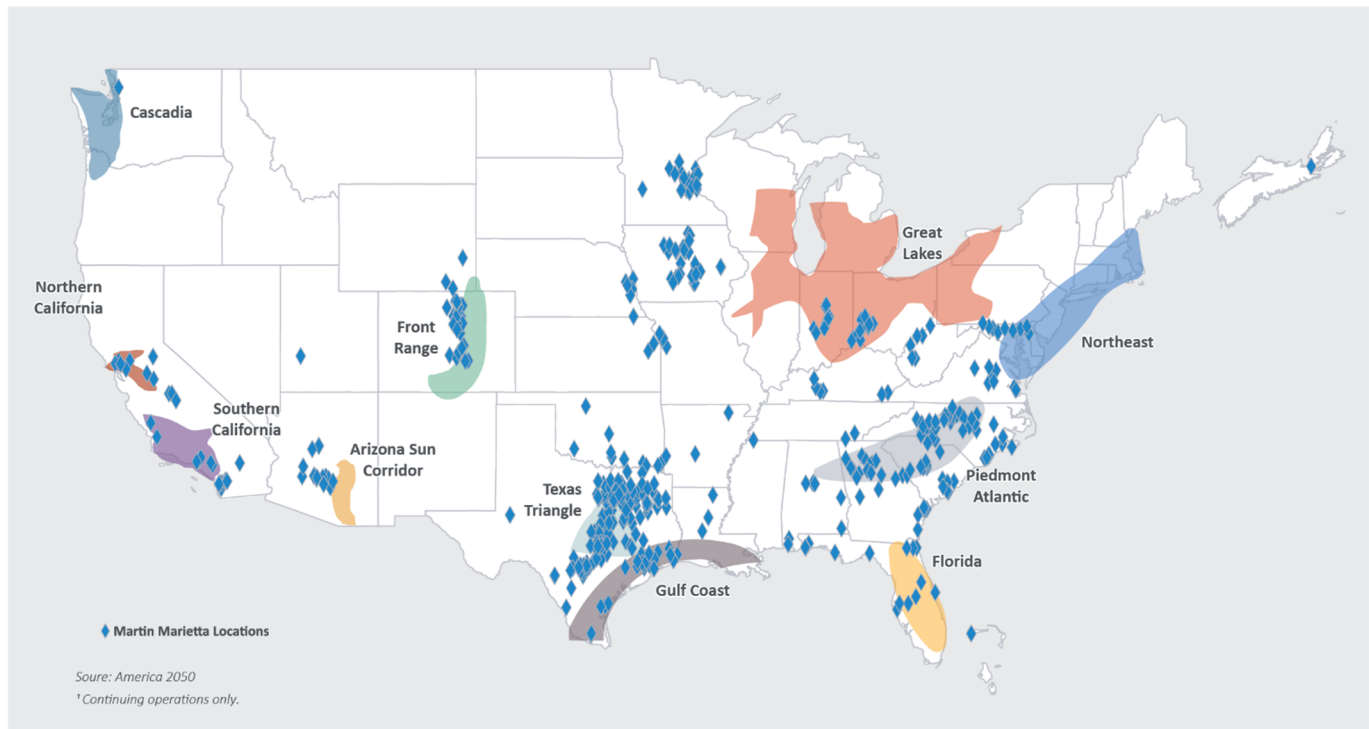 Cascadia
Great
Lakes
Northern
California
Front
Range
Northeast
Southern
California
Arizona Sun
Corridor
Texas
Triangle
Piedmont
Atlantic
Florida
Gulf Coast
Martin Marietta Locations
Soure: America 2050
¹ Continuing operations only.